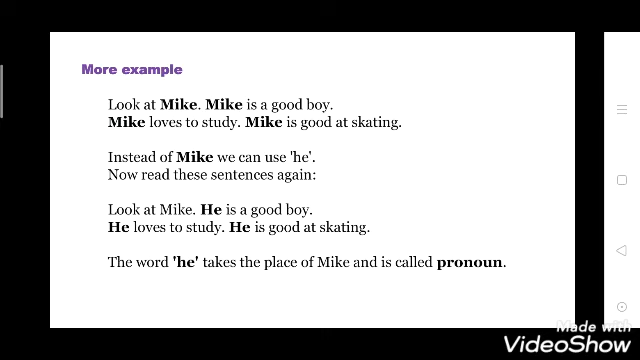 More example
Look at Mike. Mike is a good boy.
Mike loves to study. Mike is good at skating.
Instead of Mike we can use 'he'.
Now read these sentences again:
Look at Mike. He is a good boy.
He loves to study. He is good at skating.
The word 'he' takes the place of Mike and is called pronoun.
Made with
VideoShow